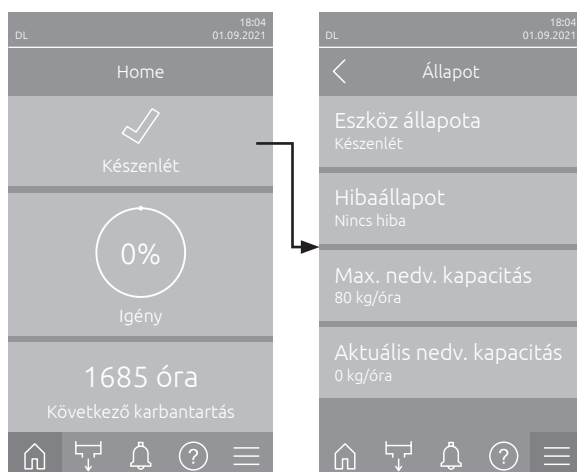 18:04
DL 01.09.2021
Home
Készenlét
0%
Igény
1685 óra
Következő karbantartás
?
18:04
DL 01.09.2021
Állapot
Eszköz állapota
Készenlét
Hibaállapot
Nincs hiba
Max. nedv. kapacitás
80 kg/óra
Aktuális nedv. kapacitás
0 kg/óra
?